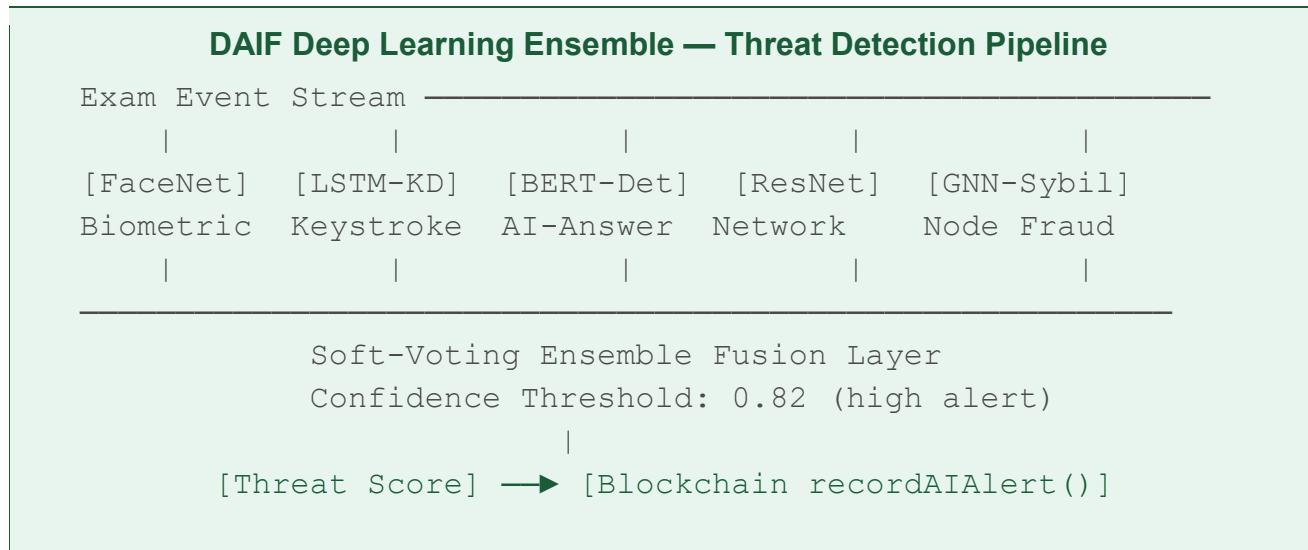 DAIF Deep Learning Ensemble — Threat Detection Pipeline
Exam Event Stream ─────────────────────────────────────────
| | | | |
[FaceNet] [LSTM-KD] [BERT-Det] [ResNet] [GNN-Sybil]
Biometric Keystroke AI-Answer Network Node Fraud
| | | | |
─────────────────────────────────────────────────────────
Soft-Voting Ensemble Fusion Layer
Confidence Threshold: 0.82 (high alert)
|
[Threat Score] ──► [Blockchain recordAIAlert()]